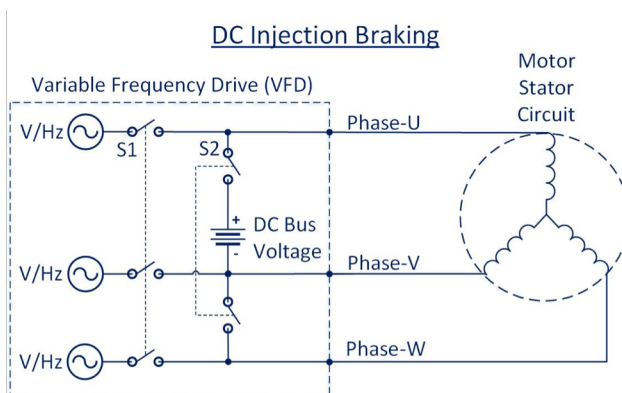 DC Injection Braking
Motor
Stator
Circuit
Variable Frequency Drive (VFD)
V/Hz
S1
S2
Phase-U
+
DC Bus
Voltage
-
V/Hz
Phase-V
V/Hz
Phase-W